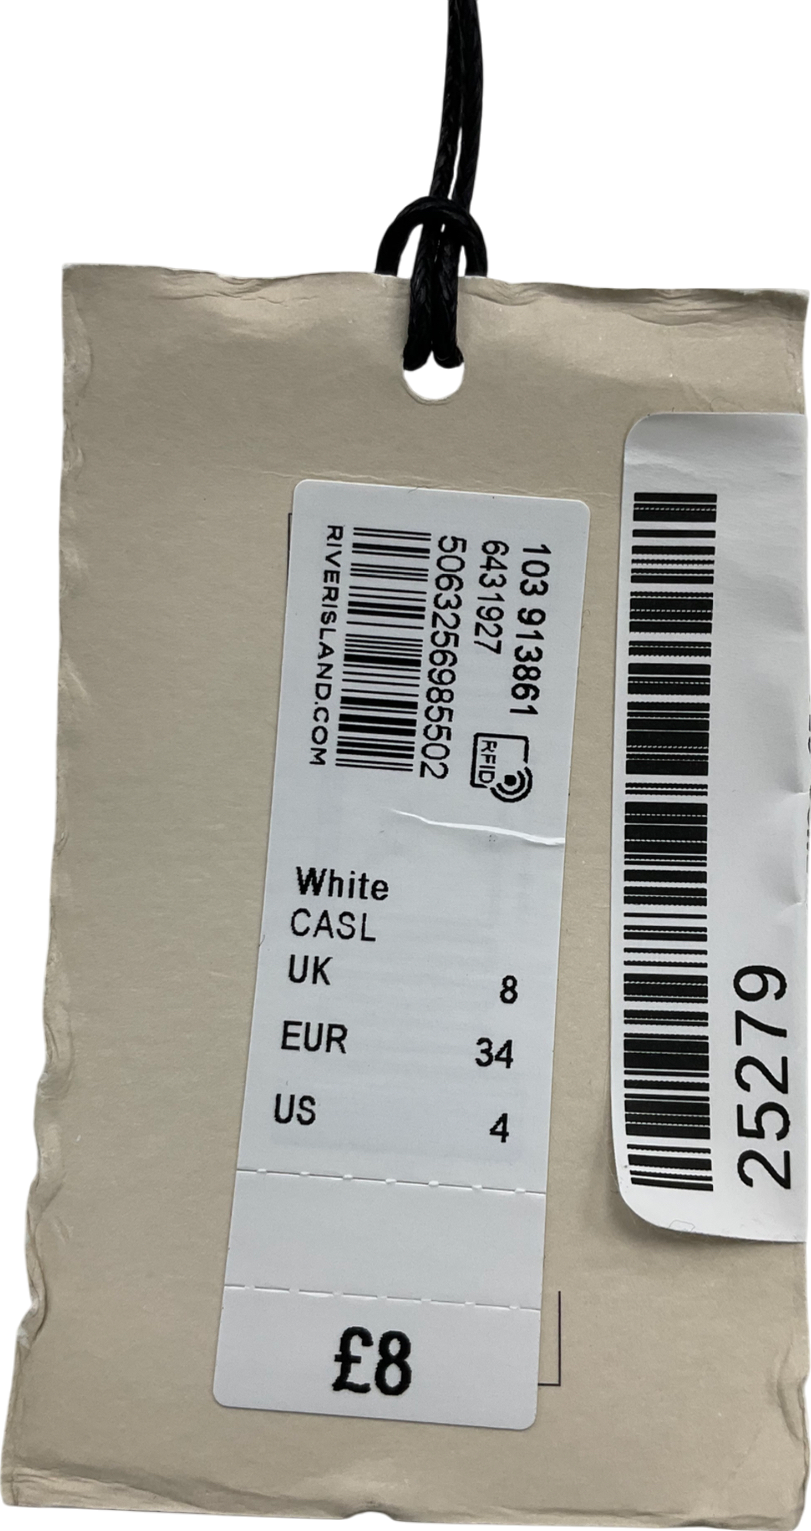 103 913861
6431927
RFID
5063256985502
RIVERISLAND.COM
White
CASL
UK 8
EUR 34
US 4
£8
25279